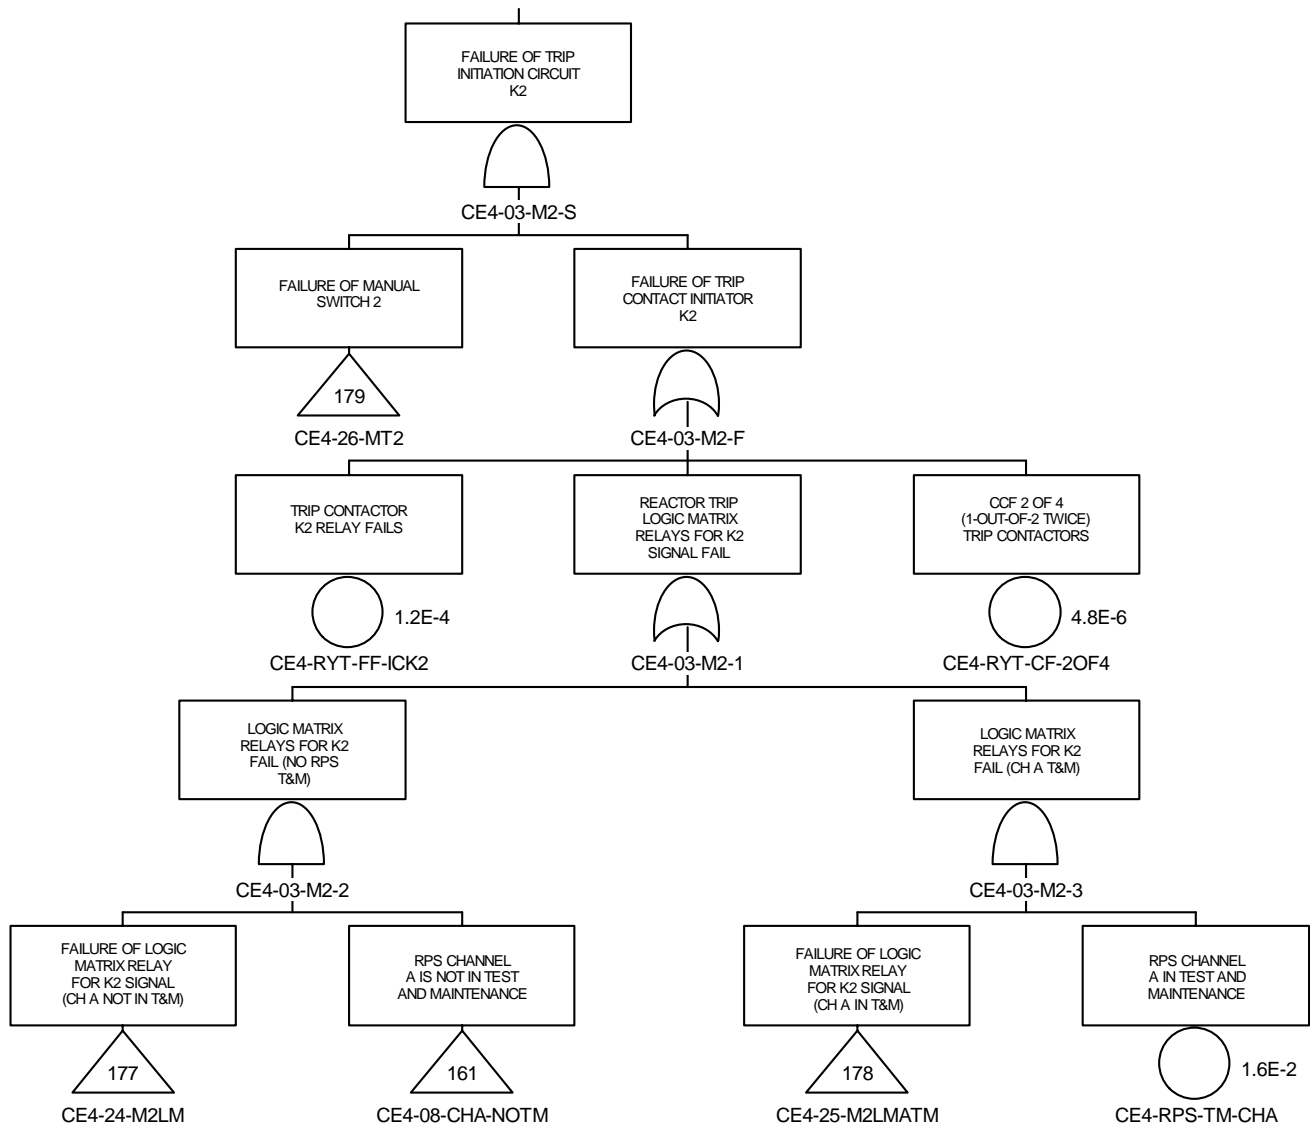 FAILURE OF TRIP
INITIATION CIRCUIT
K2
CE4-03-M2-S
FAILURE OF MANUAL
SWITCH 2
179
CE4-26-MT2
FAILURE OF TRIP
CONTACT INITIATOR
K2
CE4-03-M2-F
TRIP CONTACTOR
K2 RELAY FAILS
1.2E-4
CE4-RYT-FF-ICK2
REACTOR TRIP
LOGIC MATRIX
RELAYS FOR K2
SIGNAL FAIL
CE4-03-M2-1
CCF 2 OF 4
(1-OUT-OF-2 TWICE)
TRIP CONTACTORS
4.8E-6
CE4-RYT-CF-2OF4
LOGIC MATRIX
RELAYS FOR K2
FAIL (NO RPS
T&M)
CE4-03-M2-2
LOGIC MATRIX
RELAYS FOR K2
FAIL (CH A T&M)
CE4-03-M2-3
FAILURE OF LOGIC
MATRIX RELAY
FOR K2 SIGNAL
(CH A NOT IN T&M)
177
CE4-24-M2LM
RPS CHANNEL
A IS NOT IN TEST
AND MAINTENANCE
161
CE4-08-CHA-NOTM
FAILURE OF LOGIC
MATRIX RELAY
FOR K2 SIGNAL
(CH A IN T&M)
178
CE4-25-M2LMATM
RPS CHANNEL
A IN TEST AND
MAINTENANCE
1.6E-2
CE4-RPS-TM-CHA